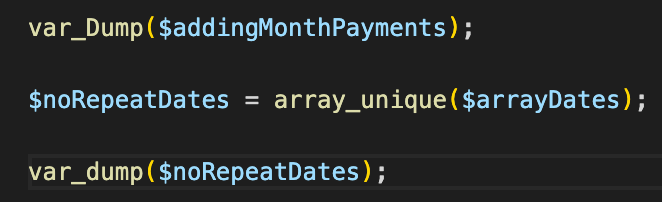 var_Dump($addingMonthPayments);
$noRepeatDates = array_unique($arrayDates);
var_dump($noRepeatDates);